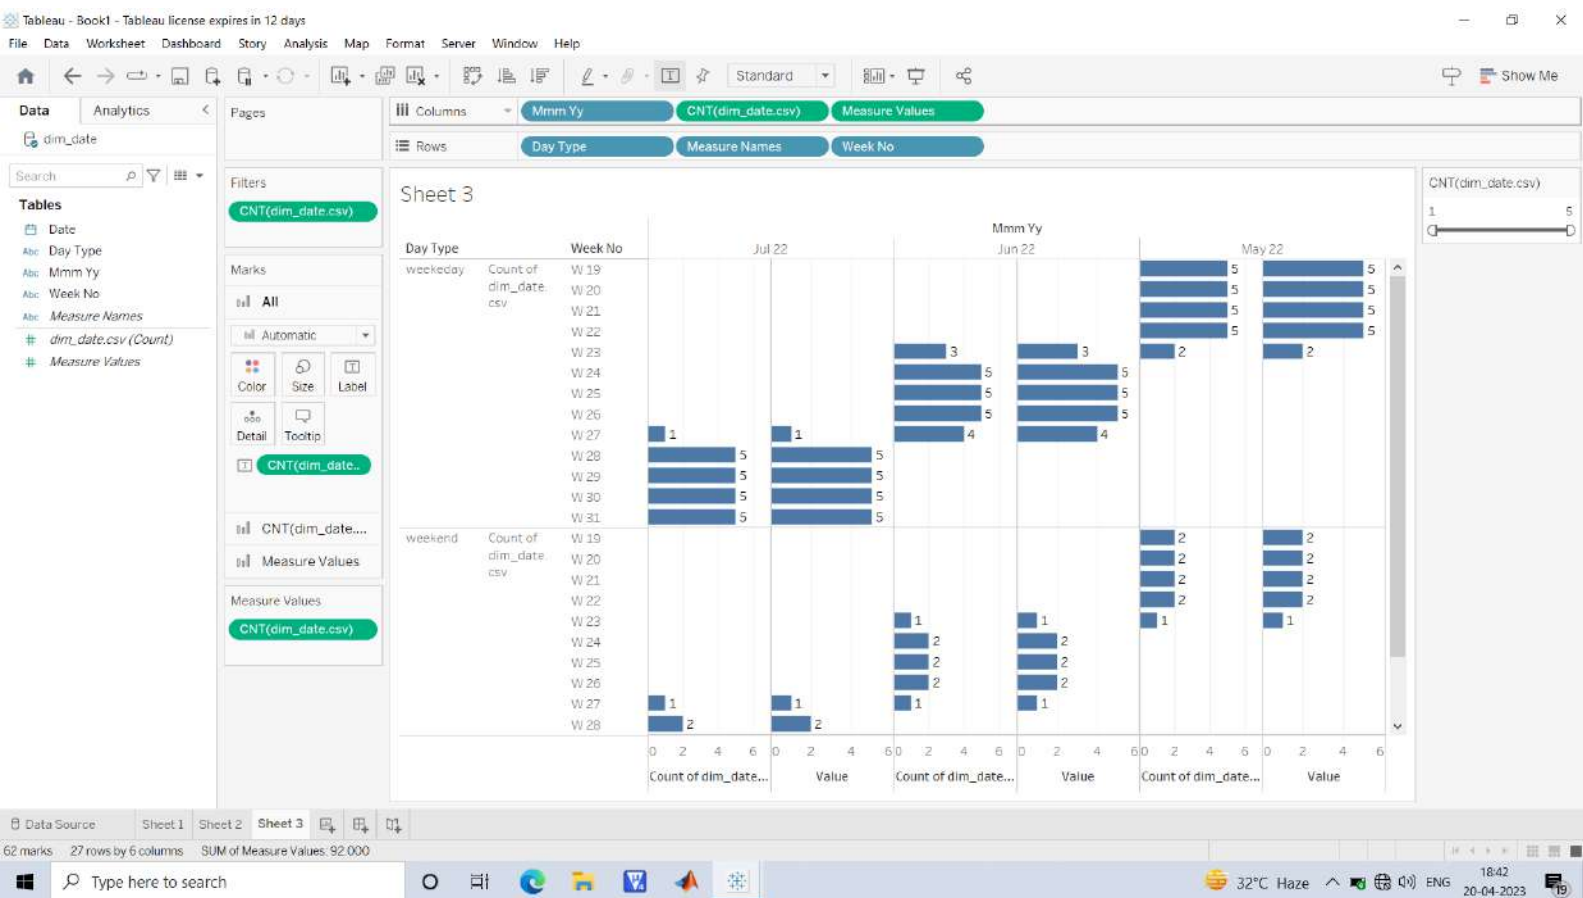 Tableau - Book1 - Tableau license expires in 12 days
File Data Worksheet Dashboard Story Analysis Map Format Server Window Help
Standard
Show Me
Data Analytics
dim_date
Search
Tables
Date
Abc Day Type
Abc Mmm Yy
Abc Week No
Abc Measure Names
# dim_date.csv (Count)
# Measure Values
Pages
Filters
CNT(dim_date.csv)
Marks
All
Automatic
Color Size Label
Detail Tooltip
CNT(dim_date..
CNT(dim_date....
Measure Values
Measure Values
CNT(dim_date.csv)
Columns Mmm Yy CNT(dim_date.csv) Measure Values
Rows Day Type Measure Names Week No
Sheet 3
Mmm Yy
Day Type Week No Jul 22 Jun 22 May 22
weekeday Count of dim_date. csv
W 19 5 5
W 20 5 5
W 21 5 5
W 22 5 5
W 23 3 3 2 2
W 24 5 5
W 25 5 5
W 26 5 5
W 27 1 1 4 4
W 28 5 5
W 29 5 5
W 30 5 5
W 31 5 5
weekend Count of dim_date. csv
W 19 2 2
W 20 2 2
W 21 2 2
W 22 2 2
W 23 1 1 1 1
W 24 2 2
W 25 2 2
W 26 2 2
W 27 1 1 1 1
W 28 2 2
0 2 4 6 0 2 4 6 0 2 4 6 0 2 4 6 0 2 4 6 0 2 4 6
Count of dim_date... Value Count of dim_date... Value Count of dim_date... Value
CNT(dim_date.csv)
1 5
Data Source Sheet 1 Sheet 2 Sheet 3
62 marks 27 rows by 6 columns SUM of Measure Values: 92.000
Type here to search
32°C Haze ENG
18:42
20-04-2023
19